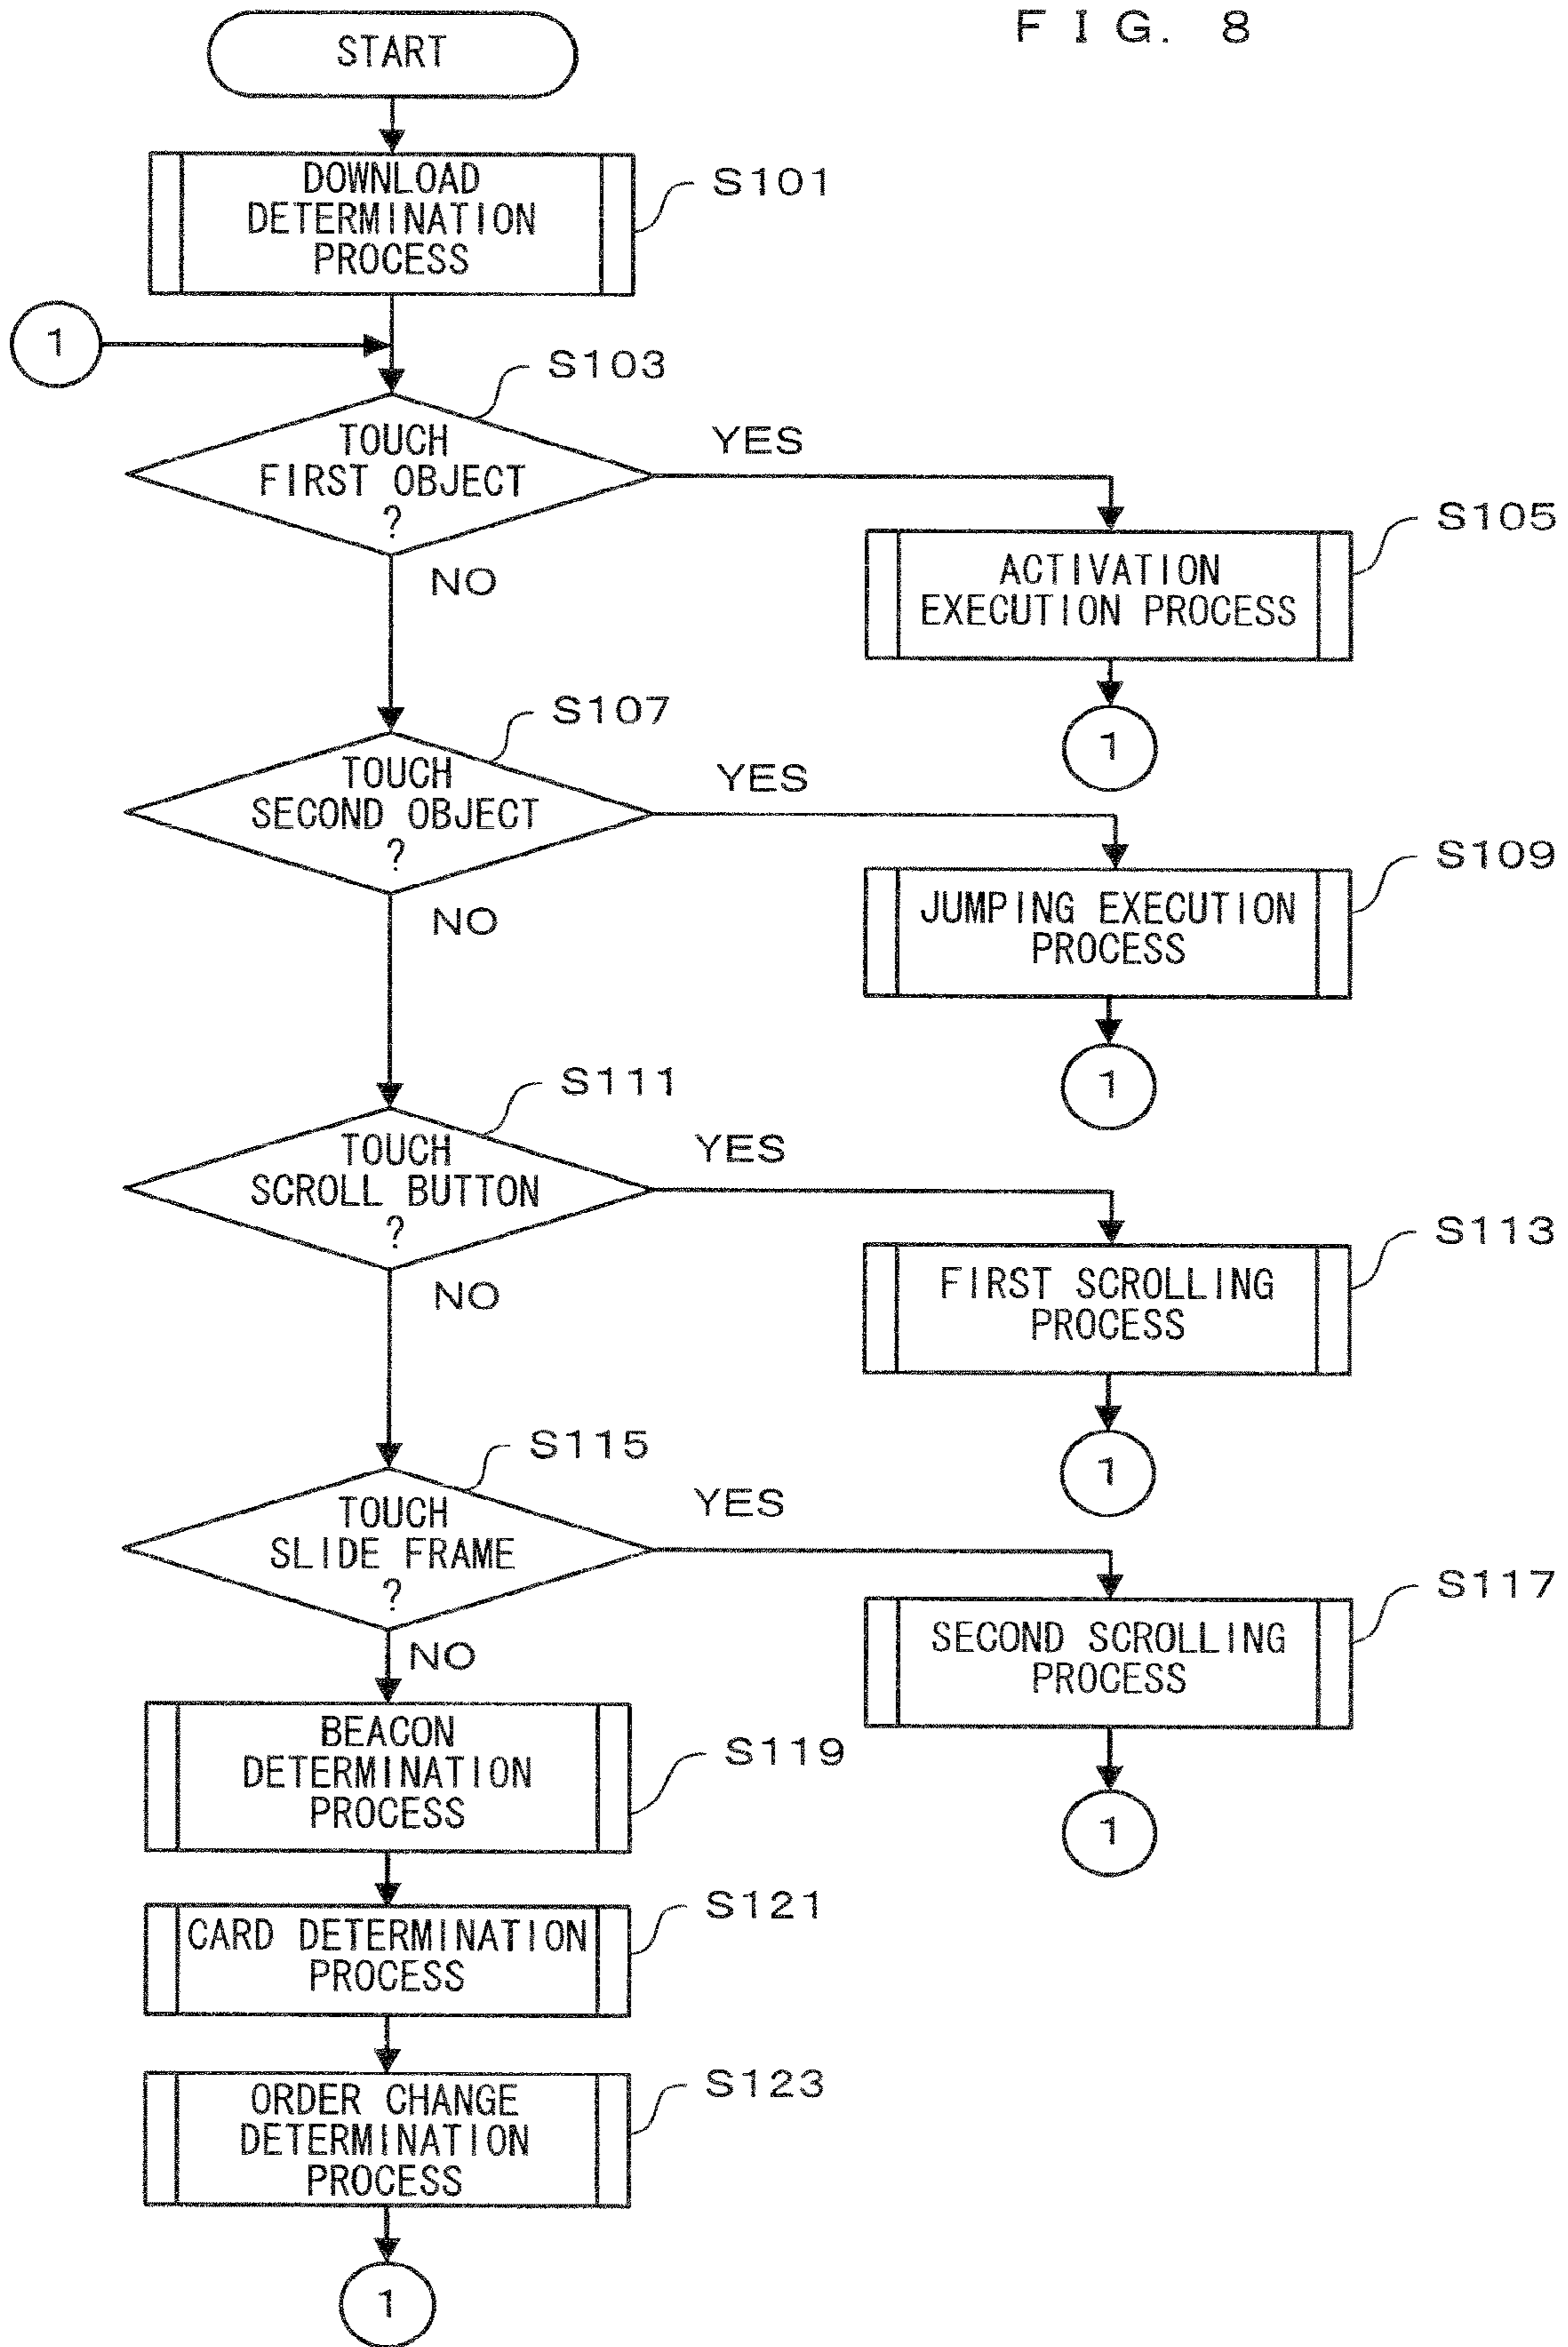 FIG. 8
START
DOWNLOAD
DETERMINATION
PROCESS
S101
1
S103
TOUCH
FIRST OBJECT
?
YES
NO
S105
ACTIVATION
EXECUTION PROCESS
1
S107
TOUCH
SECOND OBJECT
?
YES
NO
S109
JUMPING EXECUTION
PROCESS
1
S111
TOUCH
SCROLL BUTTON
?
YES
NO
S113
FIRST SCROLLING
PROCESS
1
S115
TOUCH
SLIDE FRAME
?
YES
NO
S117
SECOND SCROLLING
PROCESS
1
BEACON
DETERMINATION
PROCESS
S119
CARD DETERMINATION
PROCESS
S121
ORDER CHANGE
DETERMINATION
PROCESS
S123
1